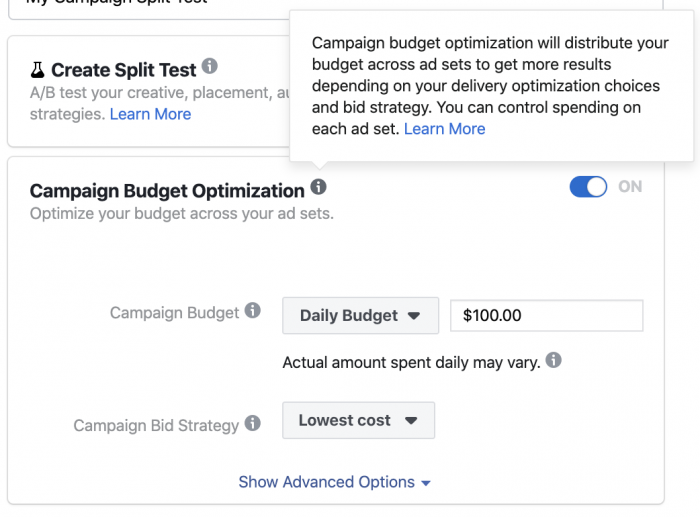 My Campaign Split Test
Create Split Test
A/B test your creative, placement,
strategies. Learn More
Campaign budget optimization will distribute your
budget across ad sets to get more results
depending on your delivery optimization choices
and bid strategy. You can control spending on
each ad set. Learn More
Campaign Budget Optimization
ON
Optimize your budget across your ad sets.
Campaign Budget
Daily Budget
$100.00
Actual amount spent daily may vary.
Campaign Bid Strategy
Lowest cost
Show Advanced Options